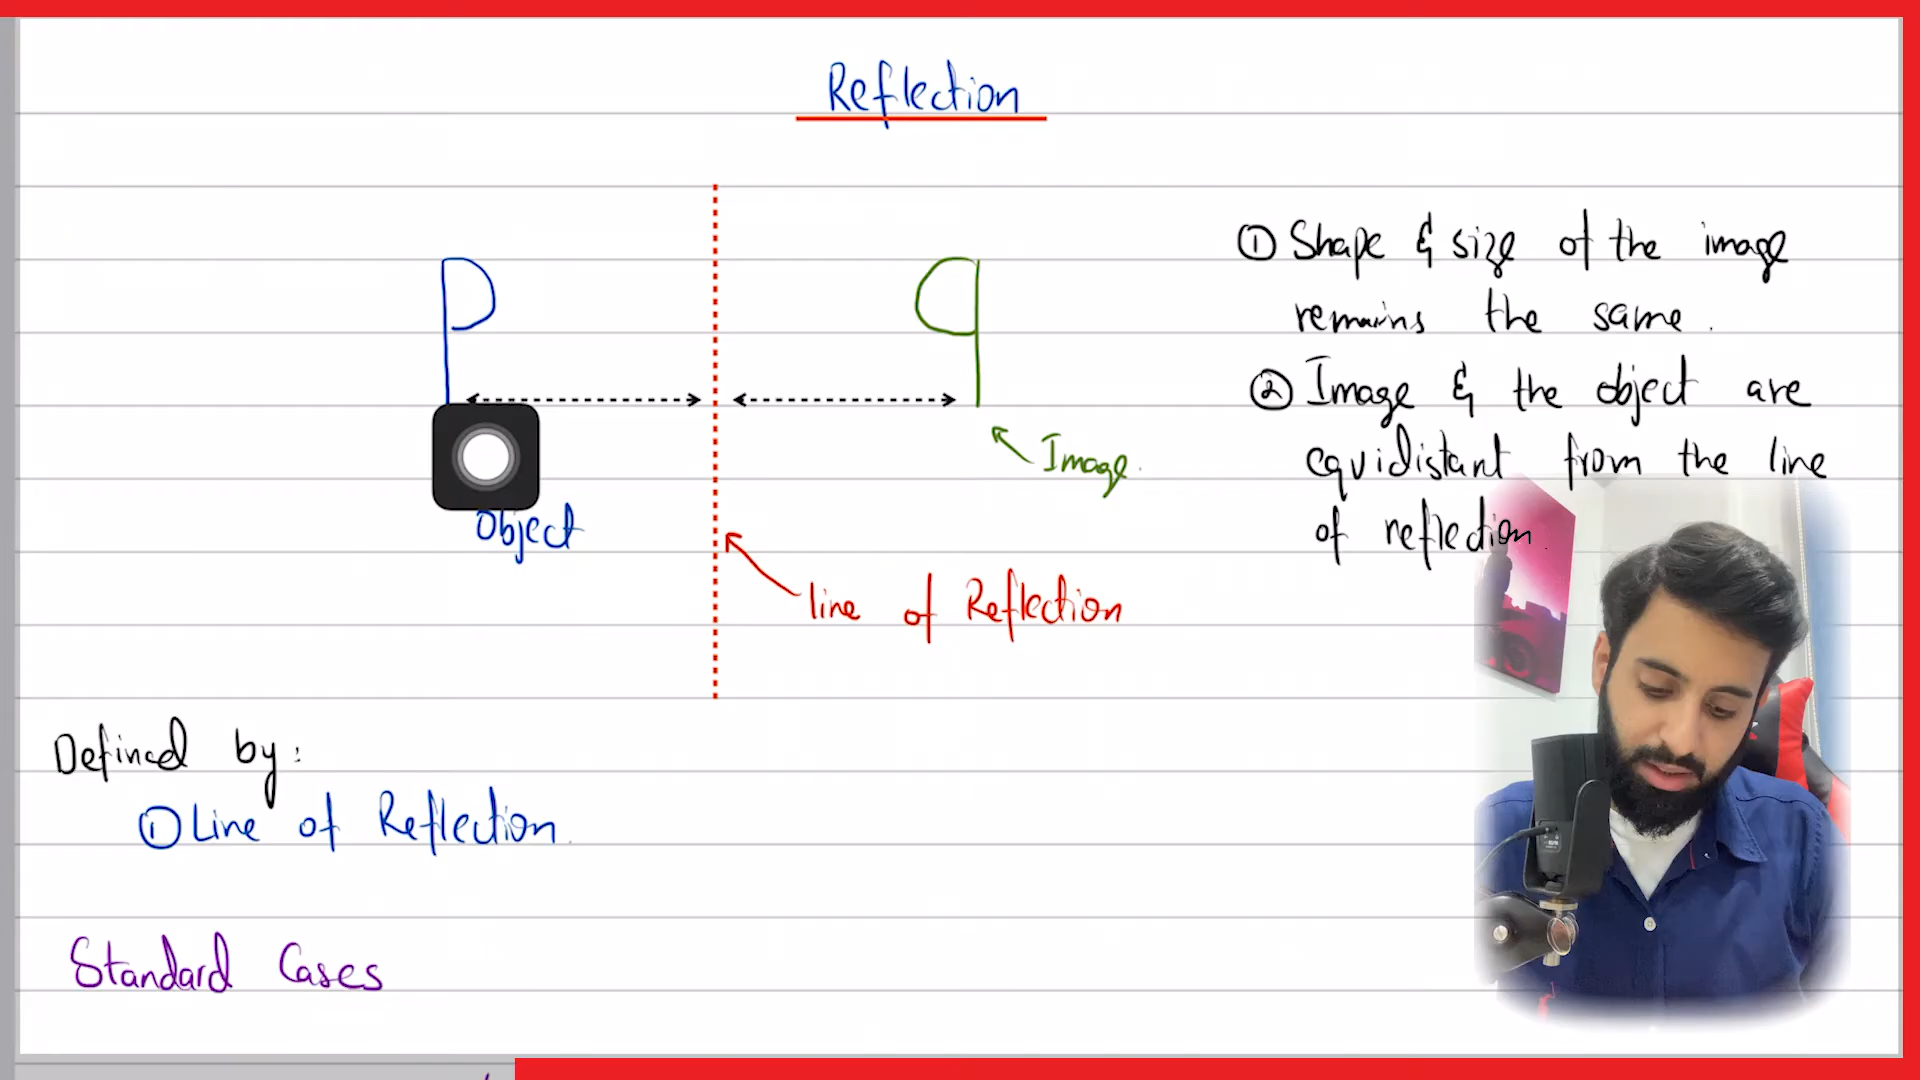 Reflection
① Shape & size of the image
remains the same.
② Image & the object are
equidistant from the line
of reflection.
Image.
Object
line of Reflection
Defined by:
① Line of Reflection.
Standard Cases